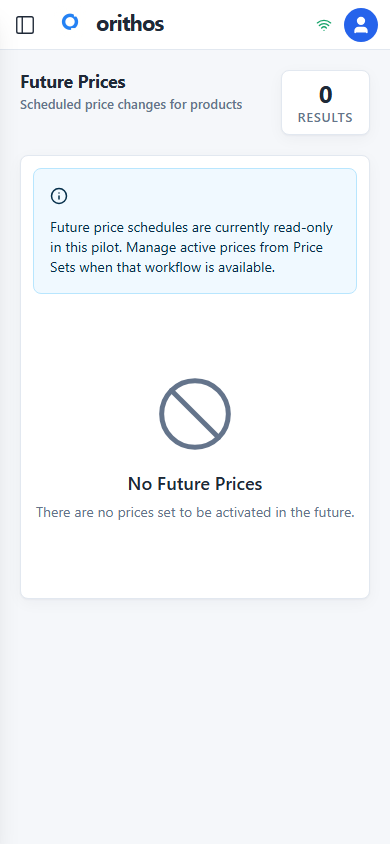 orithos
Future Prices
Scheduled price changes for products
0
RESULTS
Future price schedules are currently read-only
in this pilot. Manage active prices from Price
Sets when that workflow is available.
No Future Prices
There are no prices set to be activated in the future.